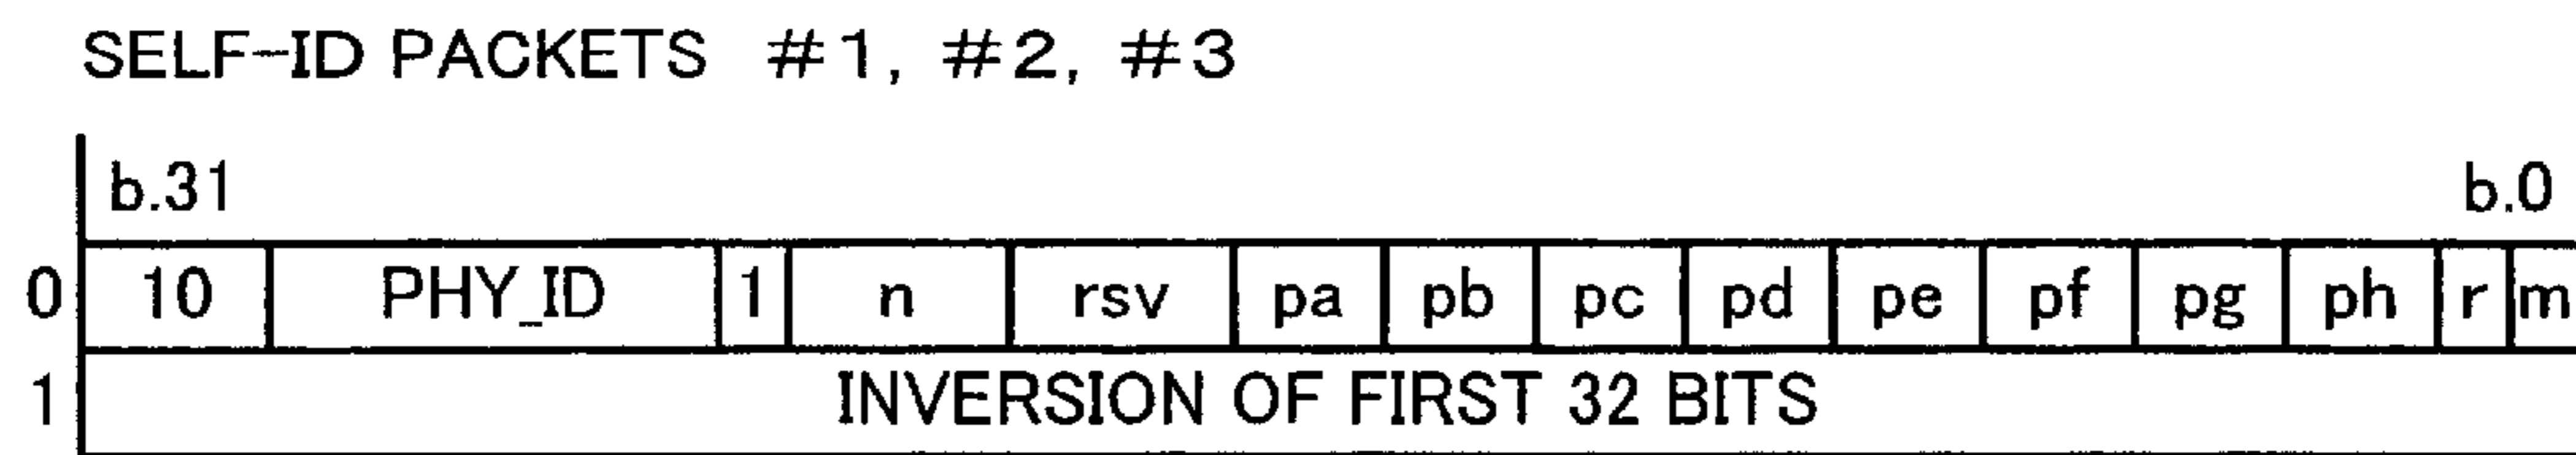 SELF-ID PACKETS #1, #2, #3
b.31 b.0
0 10 PHY_ID 1 n rsv pa pb pc pd pe pf pg ph r m
1 INVERSION OF FIRST 32 BITS